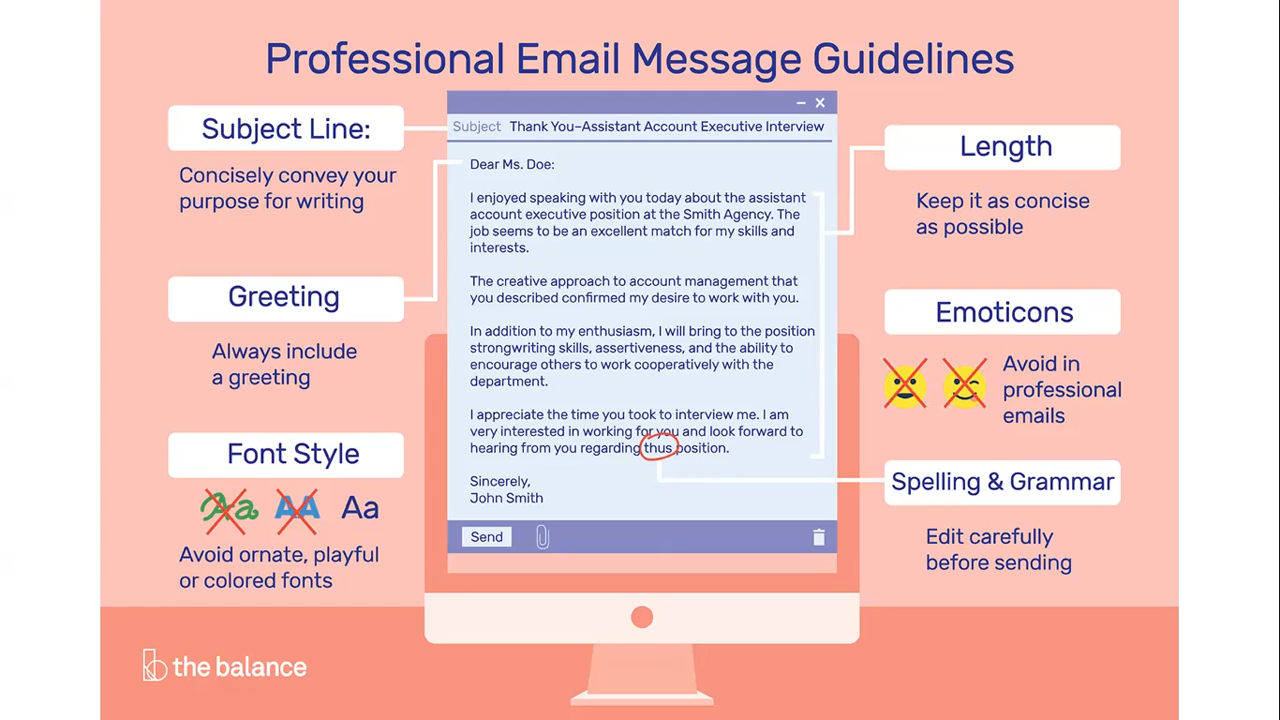 Professional Email Message Guidelines
Subject Line:
Concisely convey your
purpose for writing
Greeting
Always include
a greeting
Font Style
Aa AA Aa
Avoid ornate, playful
or colored fonts
Subject Thank You–Assistant Account Executive Interview
Dear Ms. Doe:
I enjoyed speaking with you today about the assistant
account executive position at the Smith Agency. The
job seems to be an excellent match for my skills and
interests.
The creative approach to account management that
you described confirmed my desire to work with you.
In addition to my enthusiasm, I will bring to the position
strongwriting skills, assertiveness, and the ability to
encourage others to work cooperatively with the
department.
I appreciate the time you took to interview me. I am
very interested in working for you and look forward to
hearing from you regarding thus position.
Sincerely,
John Smith
Send
Length
Keep it as concise
as possible
Emoticons
Avoid in
professional
emails
Spelling & Grammar
Edit carefully
before sending
the balance